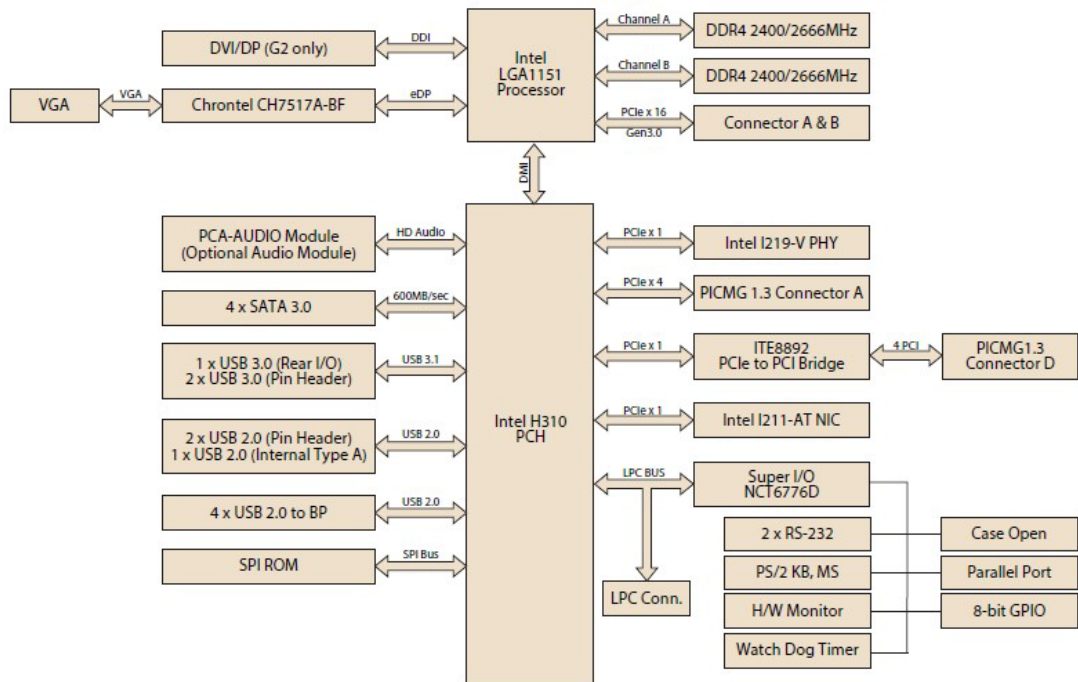 DVI/DP (G2 only)
DDI
Intel
LGA1151
Processor
Channel A
DDR4 2400/2666MHz
Channel B
DDR4 2400/2666MHz
VGA
VGA
Chrontel CH7517A-BF
eDP
PCIe x 16
Gen3.0
Connector A & B
DMI
PCA-AUDIO Module
(Optional Audio Module)
HD Audio
4 x SATA 3.0
600MB/sec
1 x USB 3.0 (Rear I/O)
2 x USB 3.0 (Pin Header)
USB 3.1
2 x USB 2.0 (Pin Header)
1 x USB 2.0 (Internal Type A)
USB 2.0
4 x USB 2.0 to BP
USB 2.0
SPI ROM
SPI Bus
Intel H310
PCH
PCIe x 1
Intel I219-V PHY
PCIe x 4
PICMG 1.3 Connector A
PCIe x 1
ITE8892
PCIe to PCI Bridge
4 PCI
PICMG1.3
Connector D
PCIe x 1
Intel I211-AT NIC
LPC BUS
Super I/O
NCT6776D
LPC Conn.
2 x RS-232
Case Open
PS/2 KB, MS
Parallel Port
H/W Monitor
8-bit GPIO
Watch Dog Timer